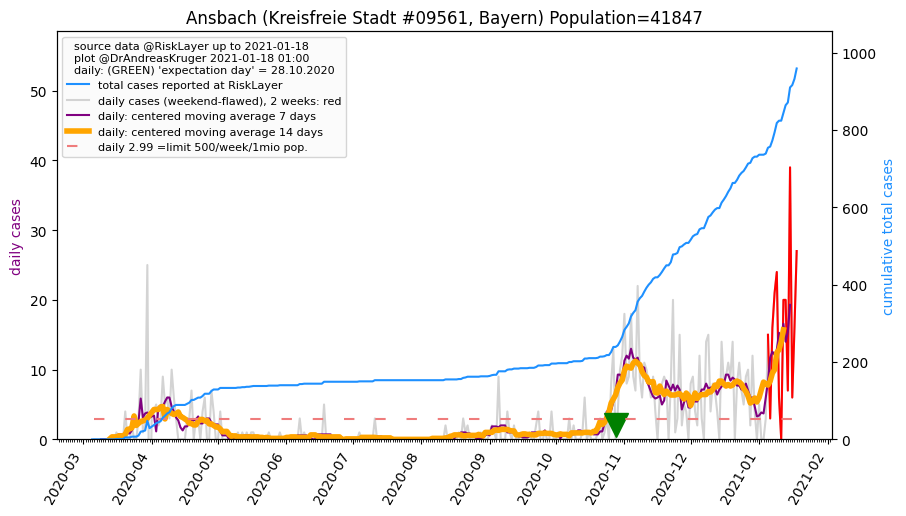 Ansbach (Kreisfreie Stadt #09561, Bayern) Population=41847
source data @RiskLayer up to 2021-01-18
plot @DrAndreasKruger 2021-01-18 01:00
daily: (GREEN) 'expectation day' = 28.10.2020
total cases reported at RiskLayer
daily cases (weekend-flawed), 2 weeks: red
daily: centered moving average 7 days
daily: centered moving average 14 days
daily 2.99 =limit 500/week/1mio pop.
daily cases
50
40
30
20
10
0
cumulative total cases
1000
800
600
400
200
0
2020-03
2020-04
2020-05
2020-06
2020-07
2020-08
2020-09
2020-10
2020-11
2020-12
2021-01
2021-02